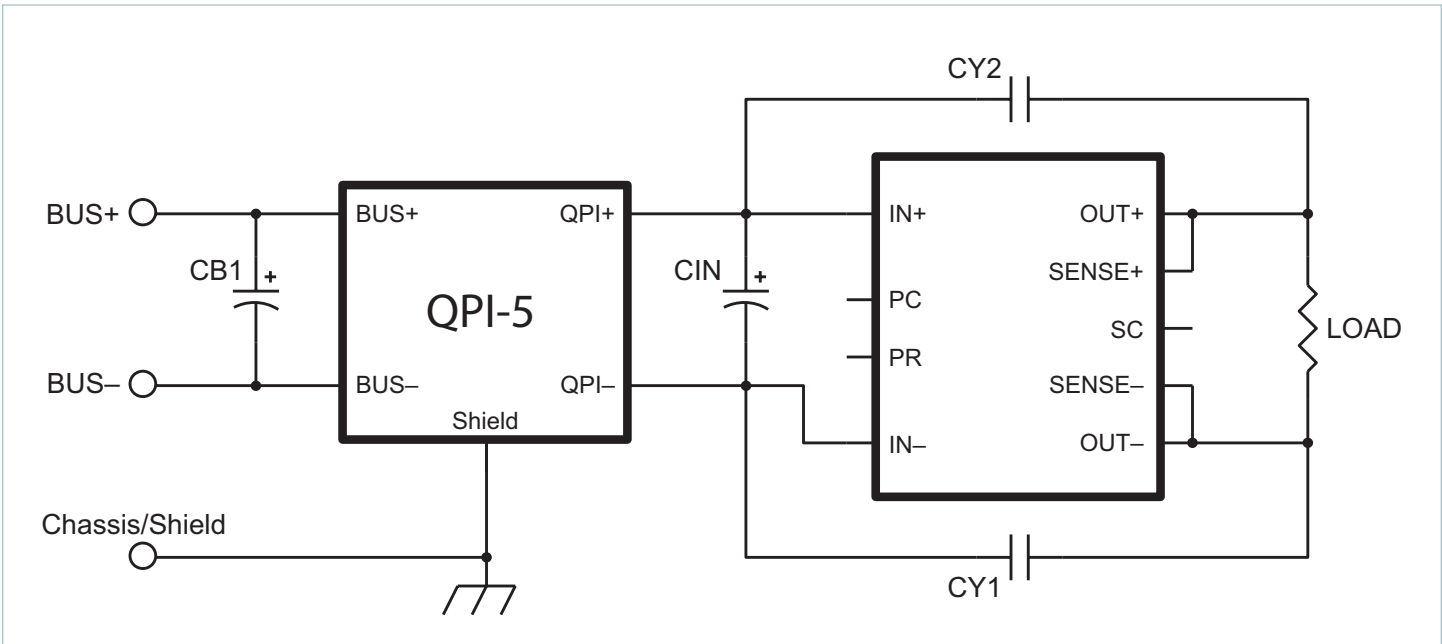 CY2
BUS+
BUS+
QPI+
IN+
OUT+
CB1
+
CIN
+
SENSE+
QPI-5
PC
SC
LOAD
PR
BUS–
BUS–
QPI–
SENSE–
Shield
IN–
OUT–
Chassis/Shield
CY1